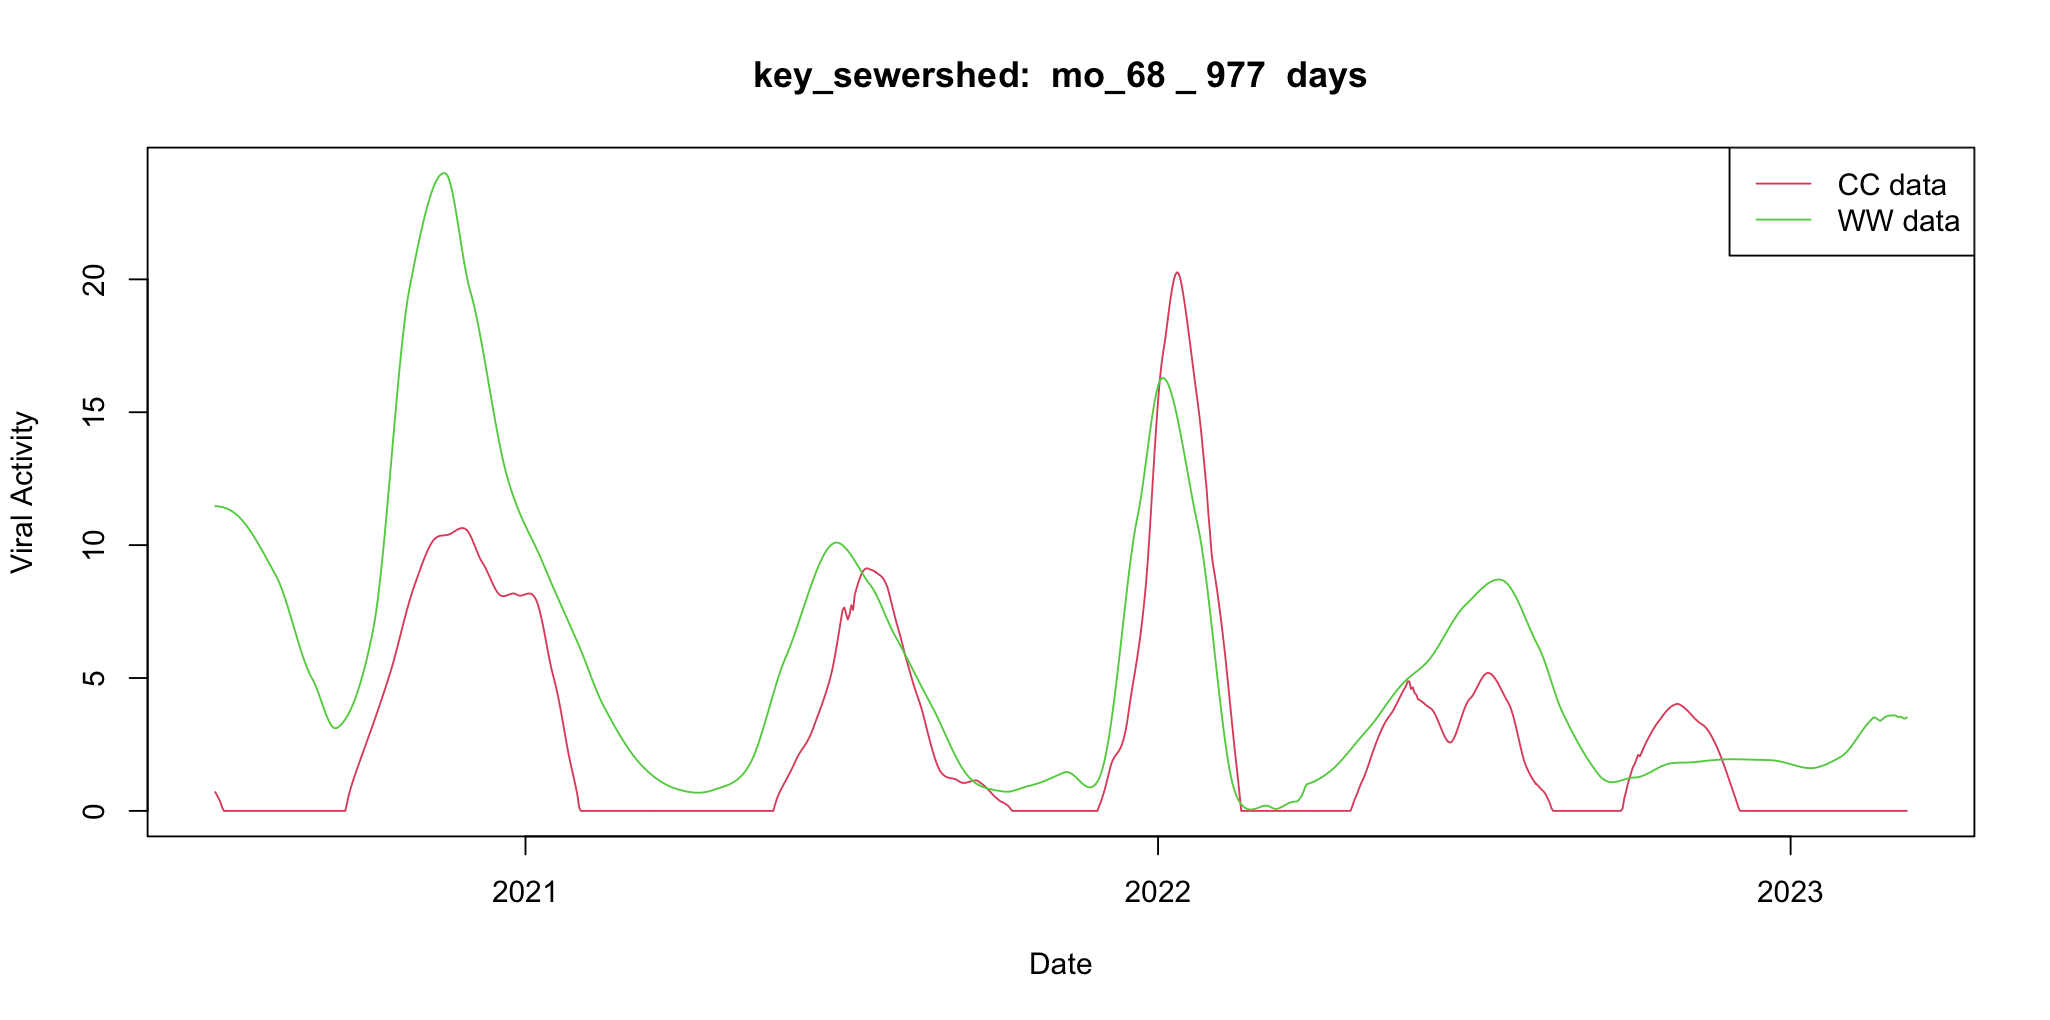 key_sewershed:  mo_68 _ 977  days
CC data
WW data
Viral Activity
20
15
10
5
0
2021
2022
2023
Date